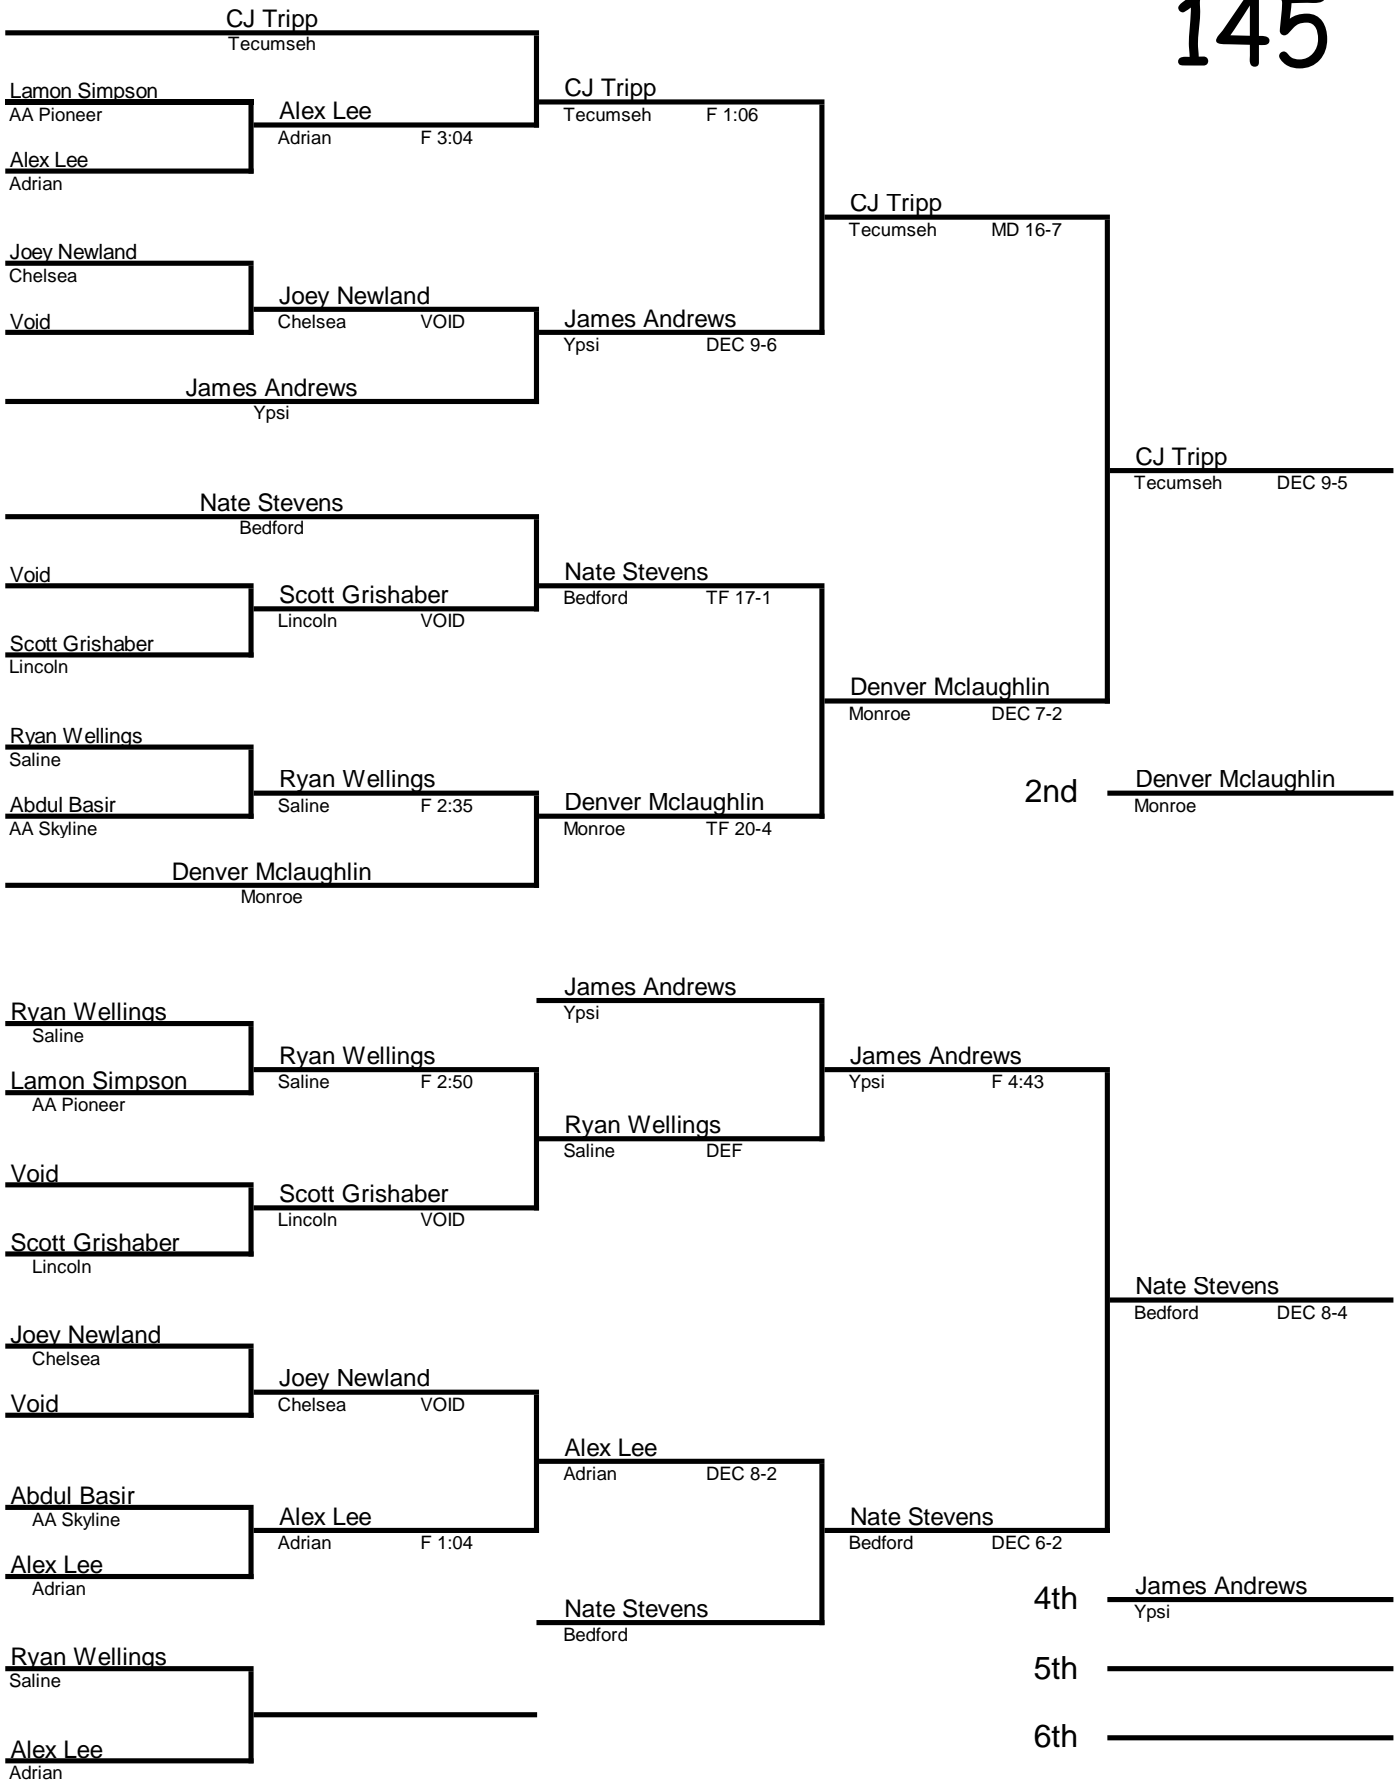 145
CJ Tripp
Tecumseh
Lamon Simpson
AA Pioneer
Alex Lee
Adrian F 3:04
CJ Tripp
Tecumseh F 1:06
Alex Lee
Adrian
CJ Tripp
Tecumseh MD 16-7
Joey Newland
Chelsea
Joey Newland
Chelsea VOID
Void
James Andrews
Ypsi DEC 9-6
James Andrews
Ypsi
CJ Tripp
Tecumseh DEC 9-5
Nate Stevens
Bedford
Void
Scott Grishaber
Lincoln VOID
Nate Stevens
Bedford TF 17-1
Scott Grishaber
Lincoln
Denver Mclaughlin
Monroe DEC 7-2
Ryan Wellings
Saline
Ryan Wellings
Saline F 2:35
Abdul Basir
AA Skyline
Denver Mclaughlin
Monroe TF 20-4
2nd Denver Mclaughlin
Monroe
Denver Mclaughlin
Monroe
James Andrews
Ypsi
Ryan Wellings
Saline
Ryan Wellings
Saline F 2:50
James Andrews
Ypsi F 4:43
Lamon Simpson
AA Pioneer
Ryan Wellings
Saline DEF
Void
Scott Grishaber
Lincoln VOID
Scott Grishaber
Lincoln
Nate Stevens
Bedford DEC 8-4
Joey Newland
Chelsea
Joey Newland
Chelsea VOID
Void
Alex Lee
Adrian DEC 8-2
Abdul Basir
AA Skyline
Alex Lee
Adrian F 1:04
Nate Stevens
Bedford DEC 6-2
Alex Lee
Adrian
4th James Andrews
Ypsi
Nate Stevens
Bedford
Ryan Wellings
Saline
5th
6th
Alex Lee
Adrian